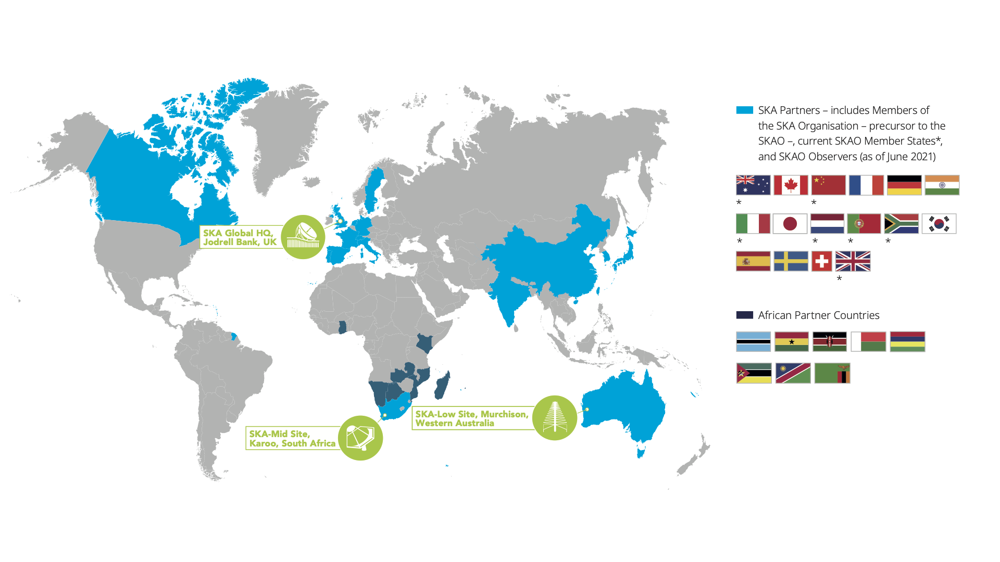 SKA Partners – includes Members of
the SKA Organisation – precursor to the
SKAO –, current SKAO Member States*,
and SKAO Observers (as of June 2021)
* *
* * * *
*
African Partner Countries
SKA Global HQ,
Jodrell Bank, UK
SKA-Mid Site,
Karoo, South Africa
SKA-Low Site, Murchison,
Western Australia